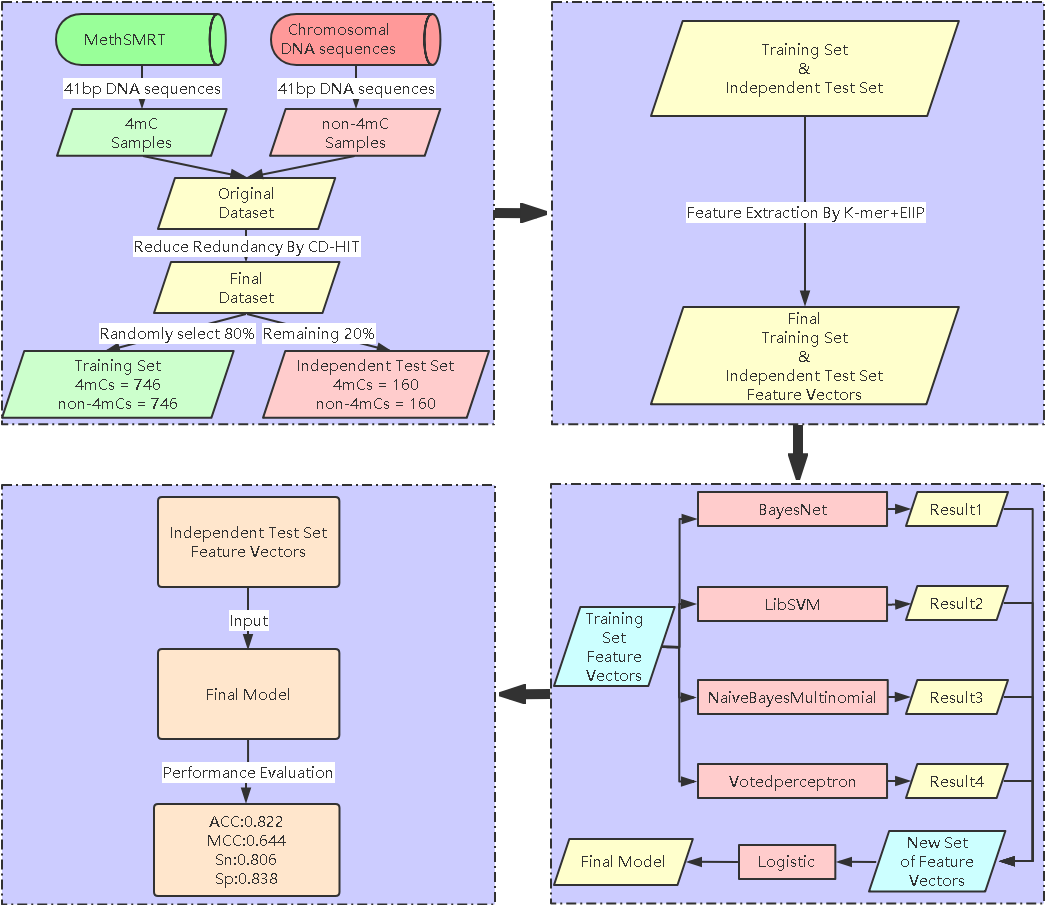 MethSMRT
Chromosomal
DNA sequences
41bp DNA sequences
41bp DNA sequences
4mC
Samples
non-4mC
Samples
Original
Dataset
Reduce Redundancy By CD-HIT
Final
Dataset
Randomly select 80%
Remaining 20%
Training Set
4mCs = 746
non-4mCs = 746
Independent Test Set
4mCs = 160
non-4mCs = 160
Training Set
&
Independent Test Set
Feature Extraction By K-mer+EIIP
Final
Training Set
&
Independent Test Set
Feature Vectors
Training
Set
Feature
Vectors
BayesNet
Result1
LibSVM
Result2
NaiveBayesMultinomial
Result3
Votedperceptron
Result4
New Set
of Feature
Vectors
Logistic
Final Model
Independent Test Set
Feature Vectors
Input
Final Model
Performance Evaluation
ACC:0.822
MCC:0.644
Sn:0.806
Sp:0.838